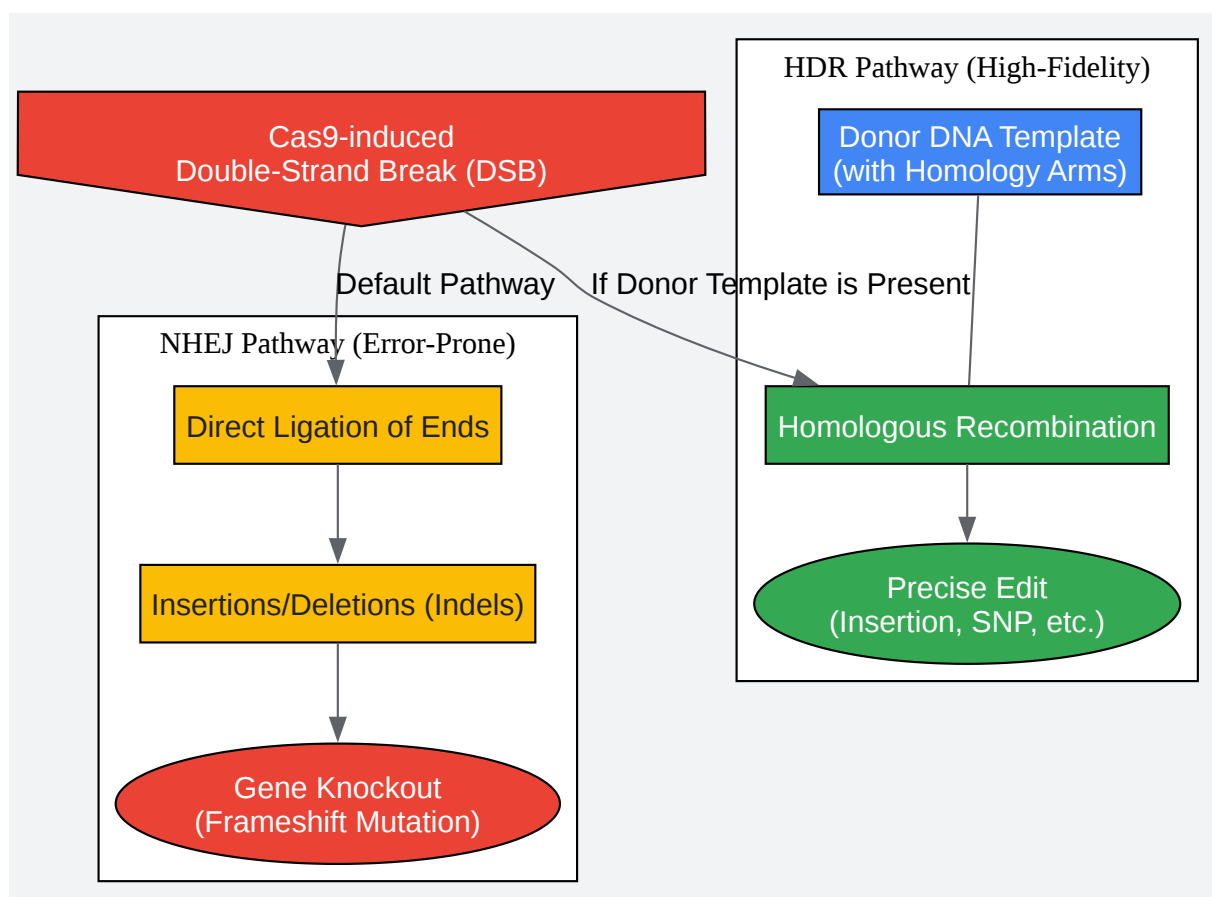 HDR Pathway (High-Fidelity)
Donor DNA Template
(with Homology Arms)
Cas9-induced
Double-Strand Break (DSB)
Default Pathway
If Donor Template is Present
NHEJ Pathway (Error-Prone)
Direct Ligation of Ends
Homologous Recombination
Insertions/Deletions (Indels)
Precise Edit
(Insertion, SNP, etc.)
Gene Knockout
(Frameshift Mutation)